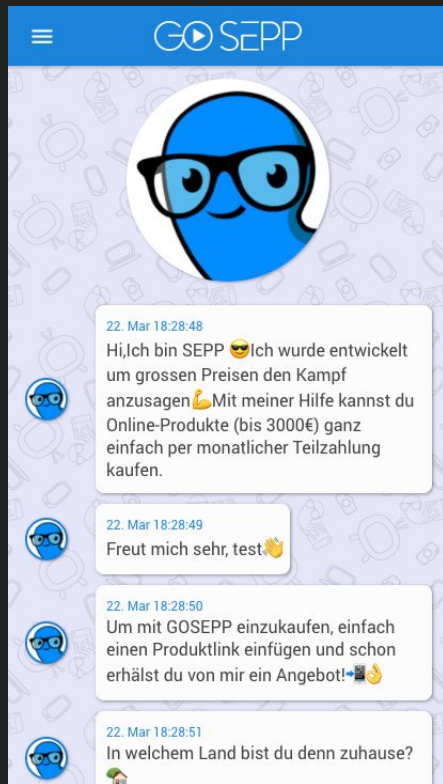 GO SEPP
22. Mar 18:28:48
Hi,Ich bin SEPP 😎Ich wurde entwickelt
um grossen Preisen den Kampf
anzusagen💪Mit meiner Hilfe kannst du
Online-Produkte (bis 3000€) ganz
einfach per monatlicher Teilzahlung
kaufen.
22. Mar 18:28:49
Freut mich sehr, test👋
22. Mar 18:28:50
Um mit GOSEPP einzukaufen, einfach
einen Produktlink einfügen und schon
erhälst du von mir ein Angebot!📲👌
22. Mar 18:28:51
In welchem Land bist du denn zuhause?
🏡